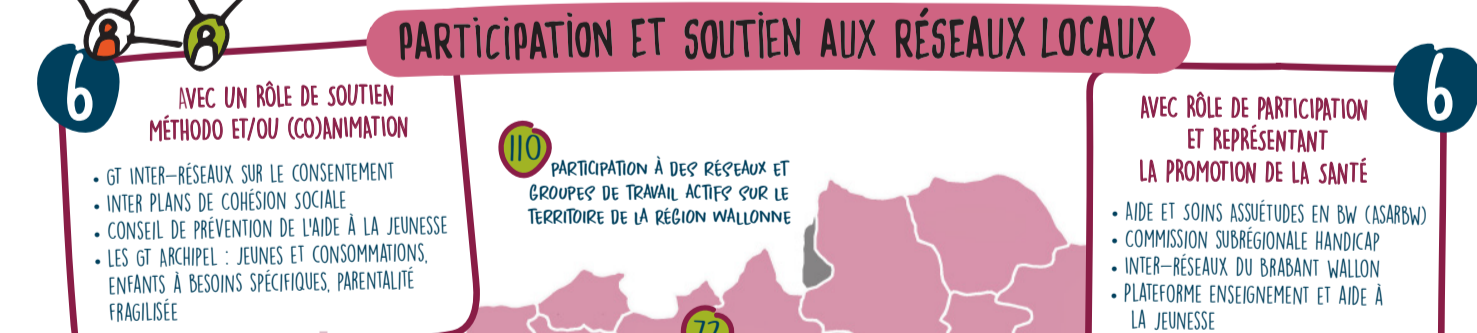 PARTICIPATION ET SOUTIEN AUX RÉSEAUX LOCAUX
6
AVEC UN RÔLE DE SOUTIEN
MÉTHODO ET/OU (CO)ANIMATION
• GT INTER-RÉSEAUX SUR LE CONSENTEMENT
• INTER PLANS DE COHÉSION SOCIALE
• CONSEIL DE PRÉVENTION DE L'AIDE À LA JEUNESSE
• LES GT ARCHIPEL : JEUNES ET CONSOMMATIONS,
ENFANTS À BESOINS SPÉCIFIQUES, PARENTALITÉ
FRAGILISÉE
110
PARTICIPATION À DES RÉSEAUX ET
GROUPES DE TRAVAIL ACTIFS SUR LE
TERRITOIRE DE LA RÉGION WALLONNE
72
6
AVEC RÔLE DE PARTICIPATION
ET REPRÉSENTANT
LA PROMOTION DE LA SANTÉ
• AIDE ET SOINS ASSUÉTUDES EN BW (ASARBW)
• COMMISSION SUBRÉGIONALE HANDICAP
• INTER-RÉSEAUX DU BRABANT WALLON
• PLATEFORME ENSEIGNEMENT ET AIDE À
LA JEUNESSE